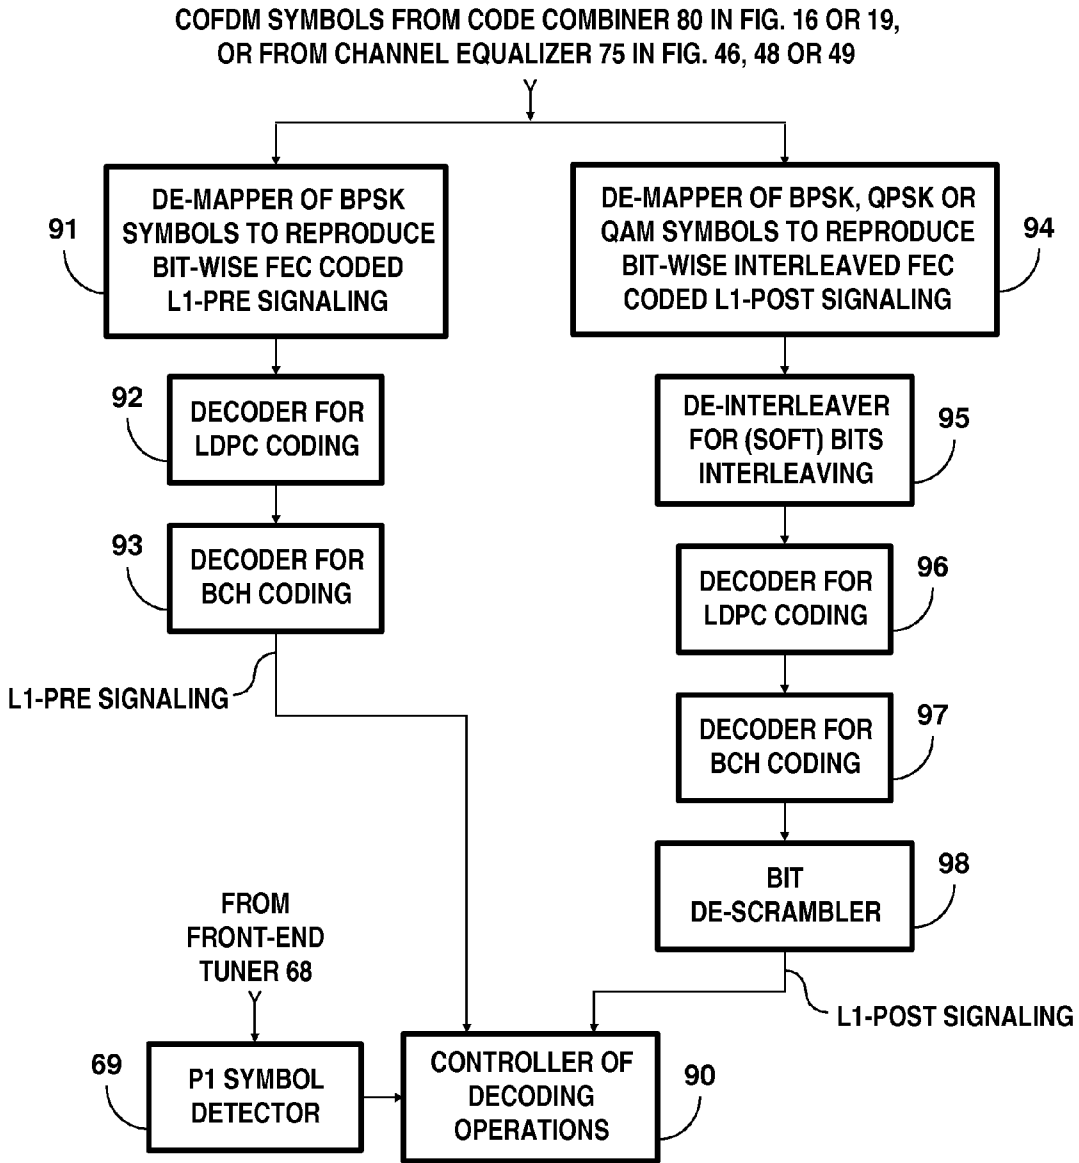 COFDM SYMBOLS FROM CODE COMBINER 80 IN FIG. 16 OR 19,
OR FROM CHANNEL EQUALIZER 75 IN FIG. 46, 48 OR 49
91
DE-MAPPER OF BPSK
SYMBOLS TO REPRODUCE
BIT-WISE FEC CODED
L1-PRE SIGNALING
DE-MAPPER OF BPSK, QPSK OR
QAM SYMBOLS TO REPRODUCE
BIT-WISE INTERLEAVED FEC
CODED L1-POST SIGNALING
94
92
DECODER FOR
LDPC CODING
DE-INTERLEAVER
FOR (SOFT) BITS
INTERLEAVING
95
93
DECODER FOR
BCH CODING
DECODER FOR
LDPC CODING
96
L1-PRE SIGNALING
DECODER FOR
BCH CODING
97
BIT
DE-SCRAMBLER
98
FROM
FRONT-END
TUNER 68
L1-POST SIGNALING
69
P1 SYMBOL
DETECTOR
CONTROLLER OF
DECODING
OPERATIONS
90